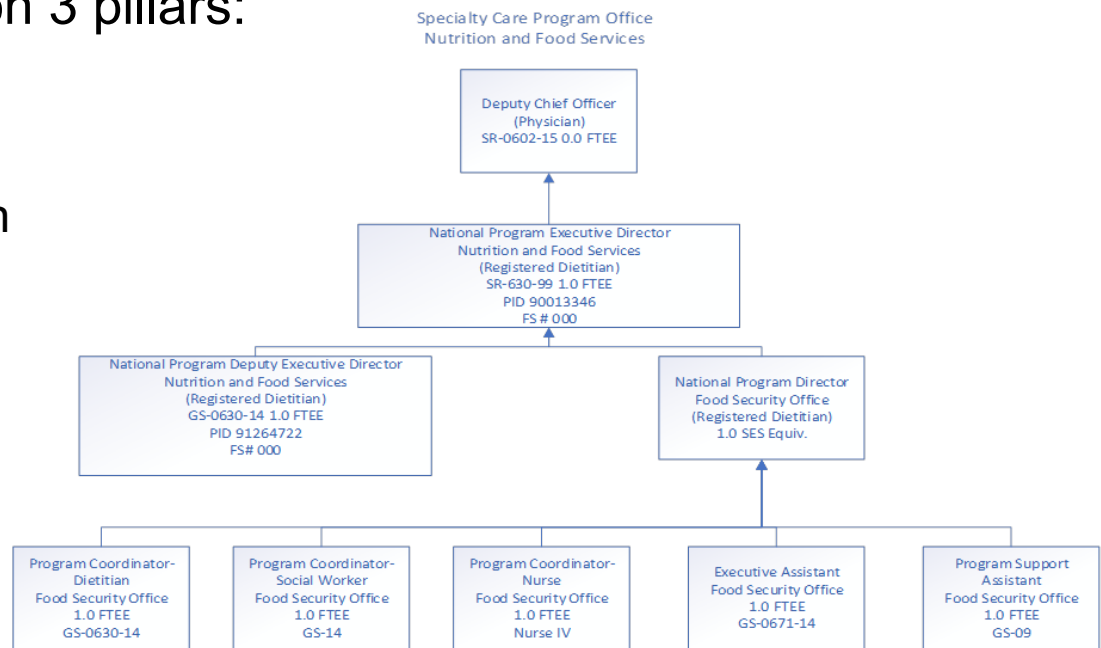 on 3 pillars:
Specialty Care Program Office
Nutrition and Food Services
Deputy Chief Officer
(Physician)
SR-0602-15 0.0 FTEE
n
National Program Executive Director
Nutrition and Food Services
(Registered Dietitian)
SR-630-99 1.0 FTEE
PID 90013346
FS # 000
National Program Deputy Executive Director
Nutrition and Food Services
(Registered Dietitian)
GS-0630-14 1.0 FTEE
PID 91264722
FS# 000
National Program Director
Food Security Office
(Registered Dietitian)
1.0 SES Equiv.
Program Coordinator-
Dietitian
Food Security Office
1.0 FTEE
GS-0630-14
Program Coordinator-
Social Worker
Food Security Office
1.0 FTEE
GS-14
Program Coordinator-
Nurse
Food Security Office
1.0 FTEE
Nurse IV
Executive Assistant
Food Security Office
1.0 FTEE
GS-0671-14
Program Support
Assistant
Food Security Office
1.0 FTEE
GS-09